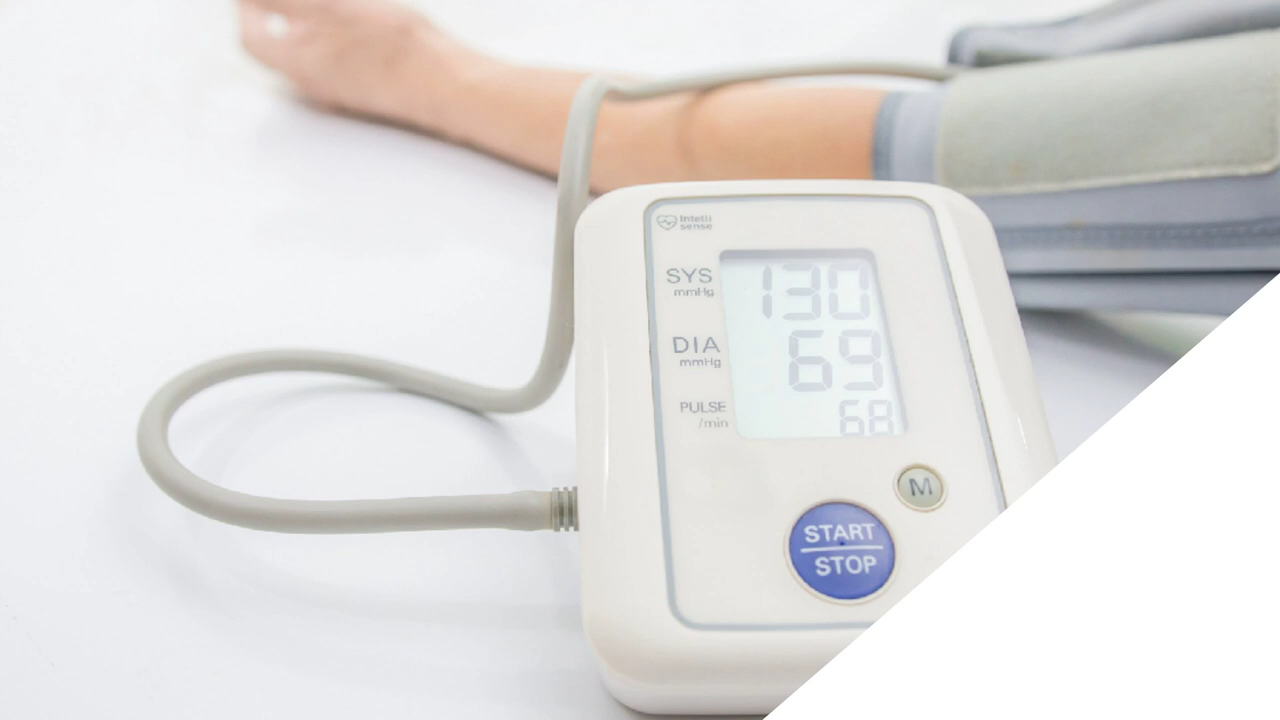 Intelli
sense
SYS 130
mmHg
DIA 69
mmHg
PULSE 68
/min
M
START
STOP